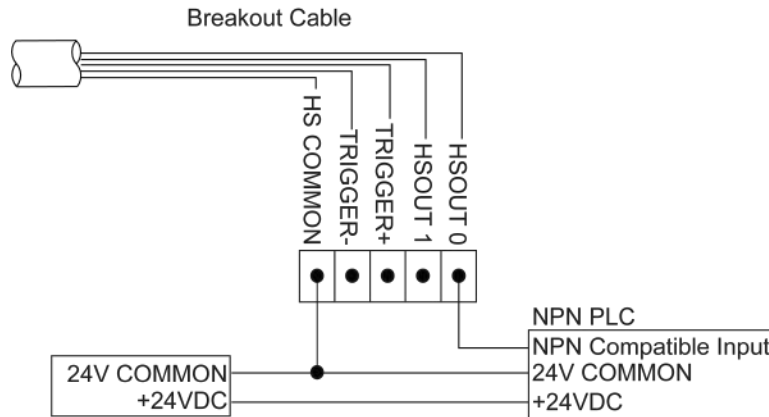 Breakout Cable
HS COMMON
TRIGGER-
TRIGGER+
HSOUT 1
HSOUT 0
NPN PLC
NPN Compatible Input
24V COMMON
24V COMMON
+24VDC
+24VDC